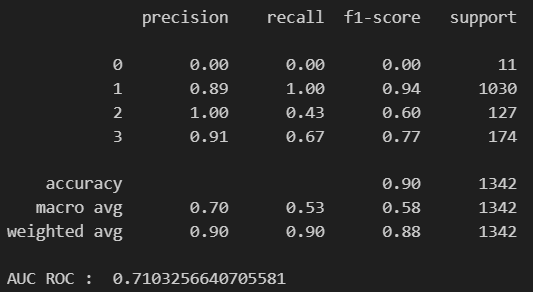 precision recall f1-score support
0 0.00 0.00 0.00 11
1 0.89 1.00 0.94 1030
2 1.00 0.43 0.60 127
3 0.91 0.67 0.77 174
accuracy 0.90 1342
macro avg 0.70 0.53 0.58 1342
weighted avg 0.90 0.90 0.88 1342
AUC ROC : 0.7103256640705581